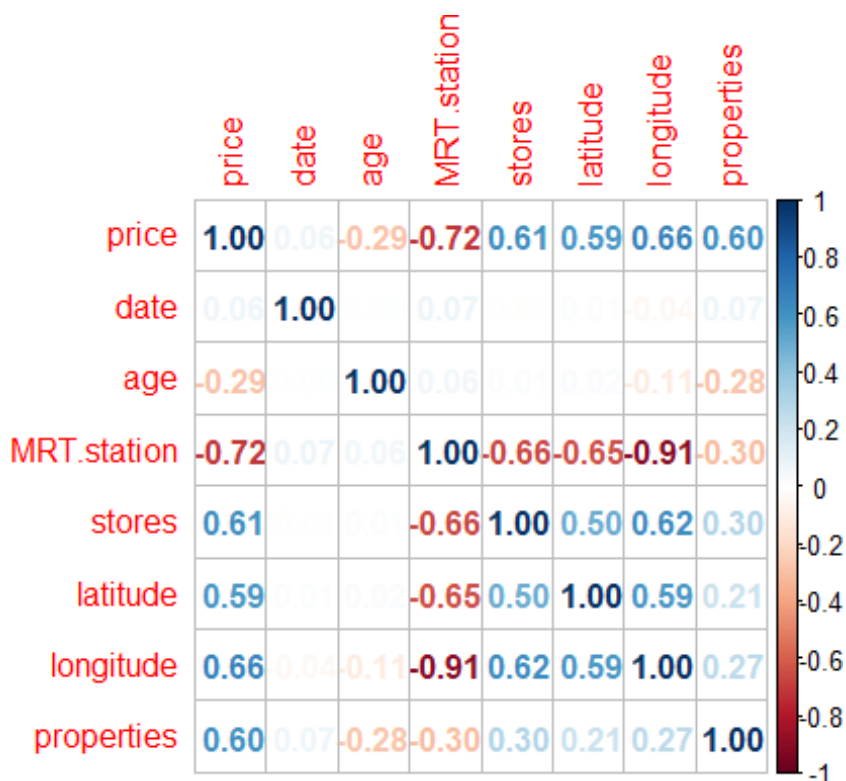 price date age MRT.station stores latitude longitude properties
price 1.00 0.06 -0.29 -0.72 0.61 0.59 0.66 0.60 1
date 0.06 1.00 0.07 0.01 -0.04 0.07 0.8
0.6
age -0.29 1.00 0.06 0.01 0.02 -0.11 -0.28 0.4
MRT.station -0.72 0.07 0.06 1.00 -0.66 -0.65 -0.91 -0.30 0.2
0
stores 0.61 0.01 -0.66 1.00 0.50 0.62 0.30 -0.2
latitude 0.59 0.01 0.02 -0.65 0.50 1.00 0.59 0.21 -0.4
longitude 0.66 -0.04 -0.11 -0.91 0.62 0.59 1.00 0.27 -0.6
-0.8
properties 0.60 0.07 -0.28 -0.30 0.30 0.21 0.27 1.00
-1